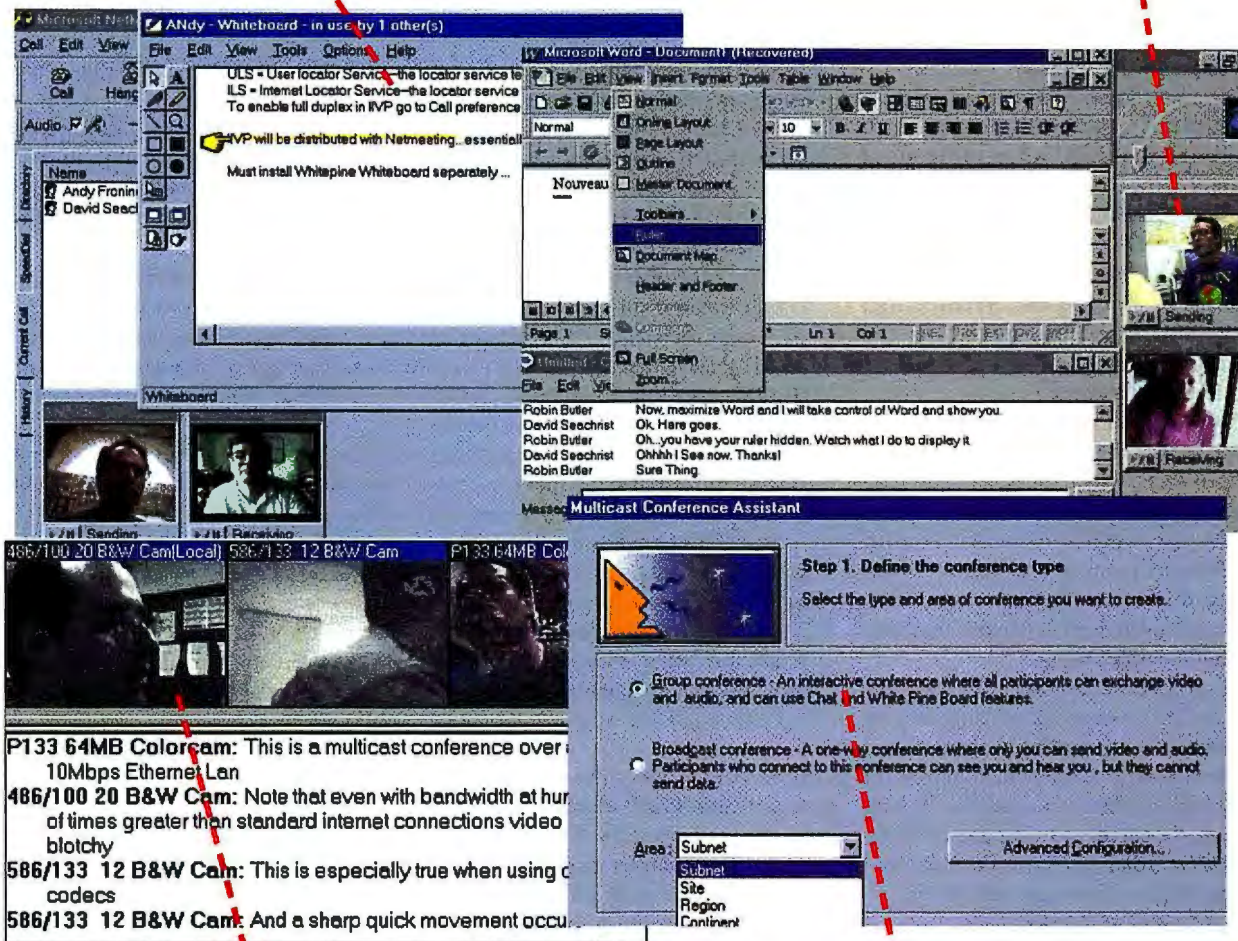 Microsoft Net
Call Edit View
Call Hang
Audio
Directory
SpeedDial
Current Call
History
Name
Andy Fronin
David Seacl
ANdy - Whiteboard - in use by 1 other(s)
File Edit View Tools Options Help
ULS = User locator Service--the locator service te
ILS = Internet Locator Service--the locator service
To enable full duplex in IIVP go to Call preference
IIVP will be distributed with Netmeeting...essentiall
Must install Whitepine Whiteboard separately ...
Whiteboard
Sending
Receiving
Microsoft Word - Document1 (Recovered)
File Edit View Insert Format Tools Table Window Help
Normal 10 B I U
Nouveau
Normal
Online Layout
Page Layout
Outline
Master Document
Toolbars
Ruler
Document Map
Header and Footer
Footnotes
Comments
Full Screen
Zoom...
Page 1 Ln 1 Col 1
Untitled - C
File Edit Vie
Robin Butler Now, maximize Word and I will take control of Word and show you.
David Seachrist Ok. Here goes.
Robin Butler Oh...you have your ruler hidden. Watch what I do to display it.
David Seachrist Ohhhh I See now. Thanks!
Robin Butler Sure Thing
Messag
Sending
Receiving
486/100 20 B&W Cam(Local) 586/133 12 B&W Cam P133 64MB Col
P133 64MB Colorcam: This is a multicast conference over
10Mbps Ethernet Lan
486/100 20 B&W Cam: Note that even with bandwidth at hur
of times greater than standard internet connections video
blotchy
586/133 12 B&W Cam: This is especially true when using c
codecs
586/133 12 B&W Cam: And a sharp quick movement occu
Multicast Conference Assistant
Step 1. Define the conference type
Select the type and area of conference you want to create.
Group conference - An interactive conference where all participants can exchange video
and audio, and can use Chat and White Pine Board features.
Broadcast conference - A one-way conference where only you can send video and audio.
Participants who connect to this conference can see you and hear you , but they cannot
send data.
Area: Subnet
Advanced Configuration...
Subnet
Site
Region
Continent